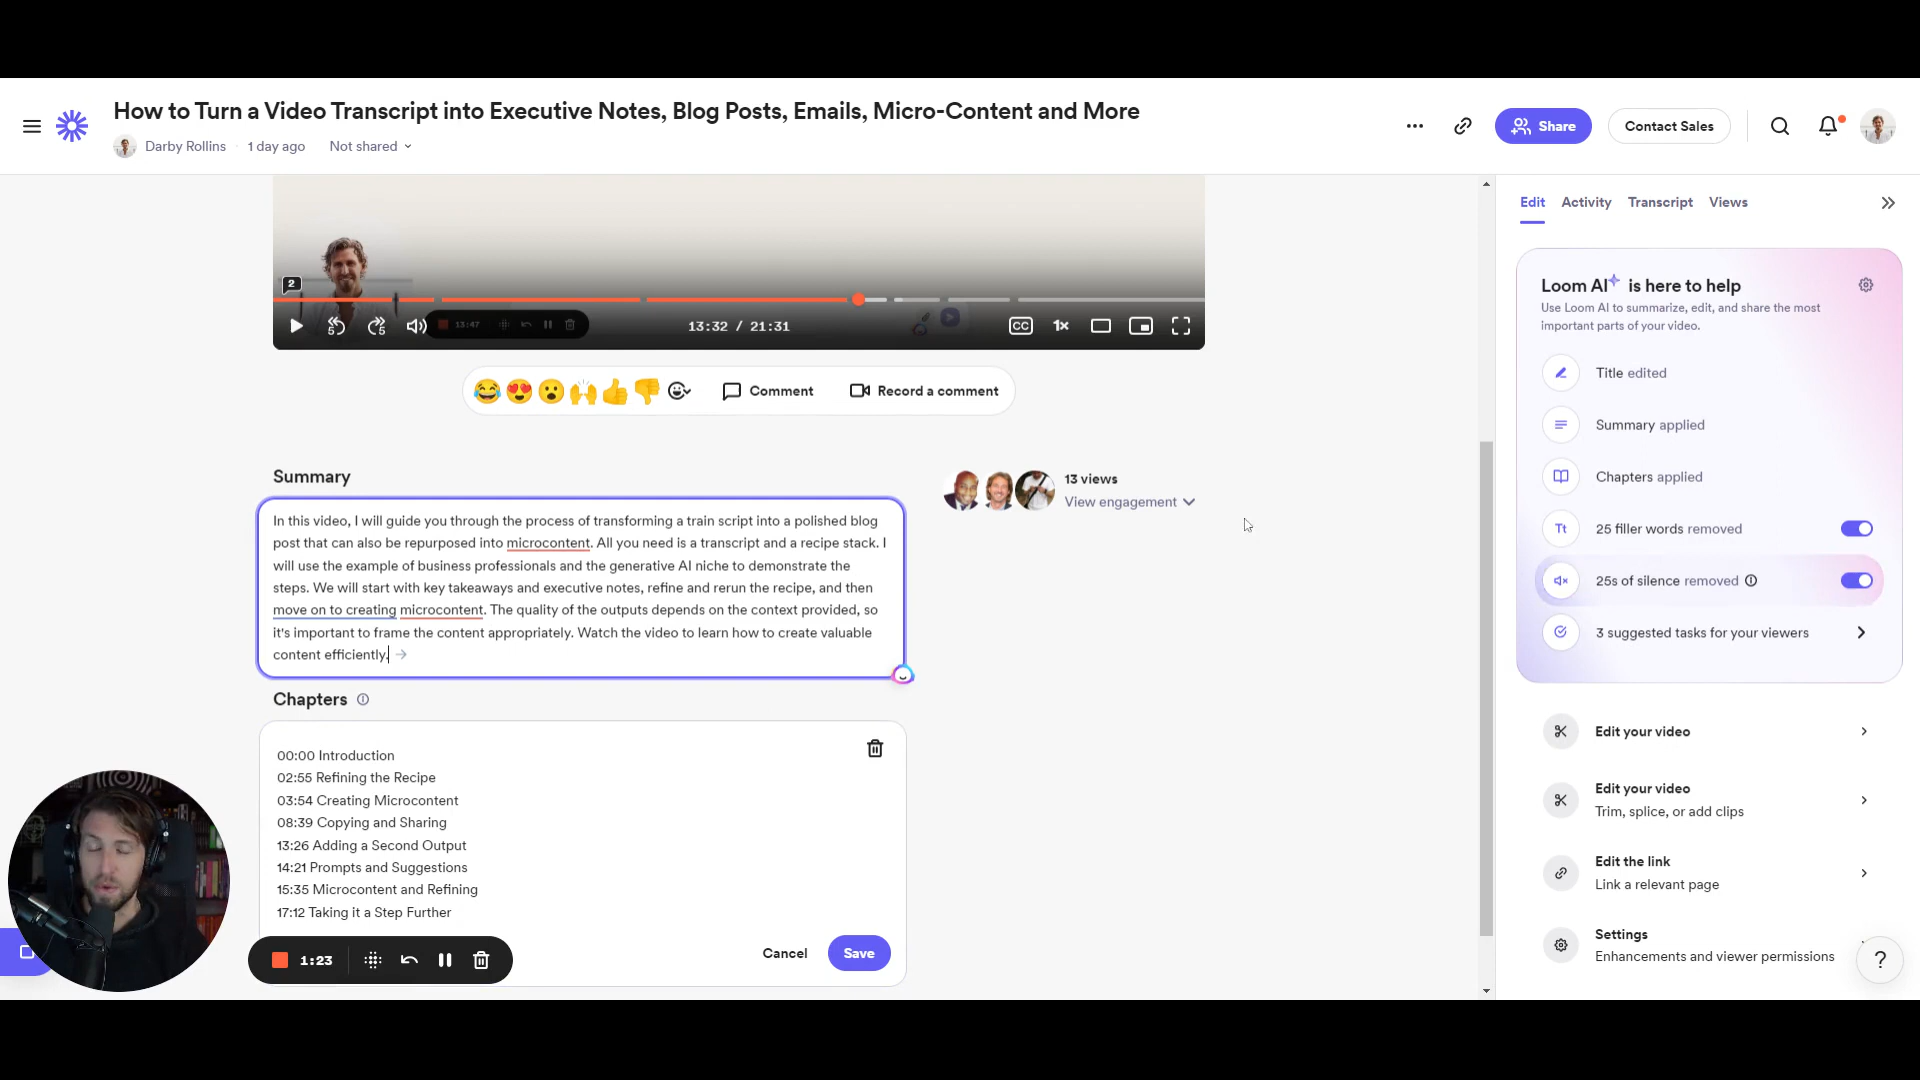 How to Turn a Video Transcript into Executive Notes, Blog Posts, Emails, Micro-Content and More
Darby Rollins · 1 day ago Not shared
Share
Contact Sales
2
13:47
13:32 / 21:31
CC
1x
Comment
Record a comment
Summary
In this video, I will guide you through the process of transforming a train script into a polished blog
post that can also be repurposed into microcontent. All you need is a transcript and a recipe stack. I
will use the example of business professionals and the generative AI niche to demonstrate the
steps. We will start with key takeaways and executive notes, refine and rerun the recipe, and then
move on to creating microcontent. The quality of the outputs depends on the context provided, so
it's important to frame the content appropriately. Watch the video to learn how to create valuable
content efficiently. →
13 views
View engagement
Chapters
00:00 Introduction
02:55 Refining the Recipe
03:54 Creating Microcontent
08:39 Copying and Sharing
13:26 Adding a Second Output
14:21 Prompts and Suggestions
15:35 Microcontent and Refining
17:12 Taking it a Step Further
Cancel
Save
1:23
Edit
Activity
Transcript
Views
Loom AI is here to help
Use Loom AI to summarize, edit, and share the most
important parts of your video.
Title edited
Summary applied
Chapters applied
Tt
25 filler words removed
25s of silence removed
3 suggested tasks for your viewers
Edit your video
Edit your video
Trim, splice, or add clips
Edit the link
Link a relevant page
Settings
Enhancements and viewer permissions
?